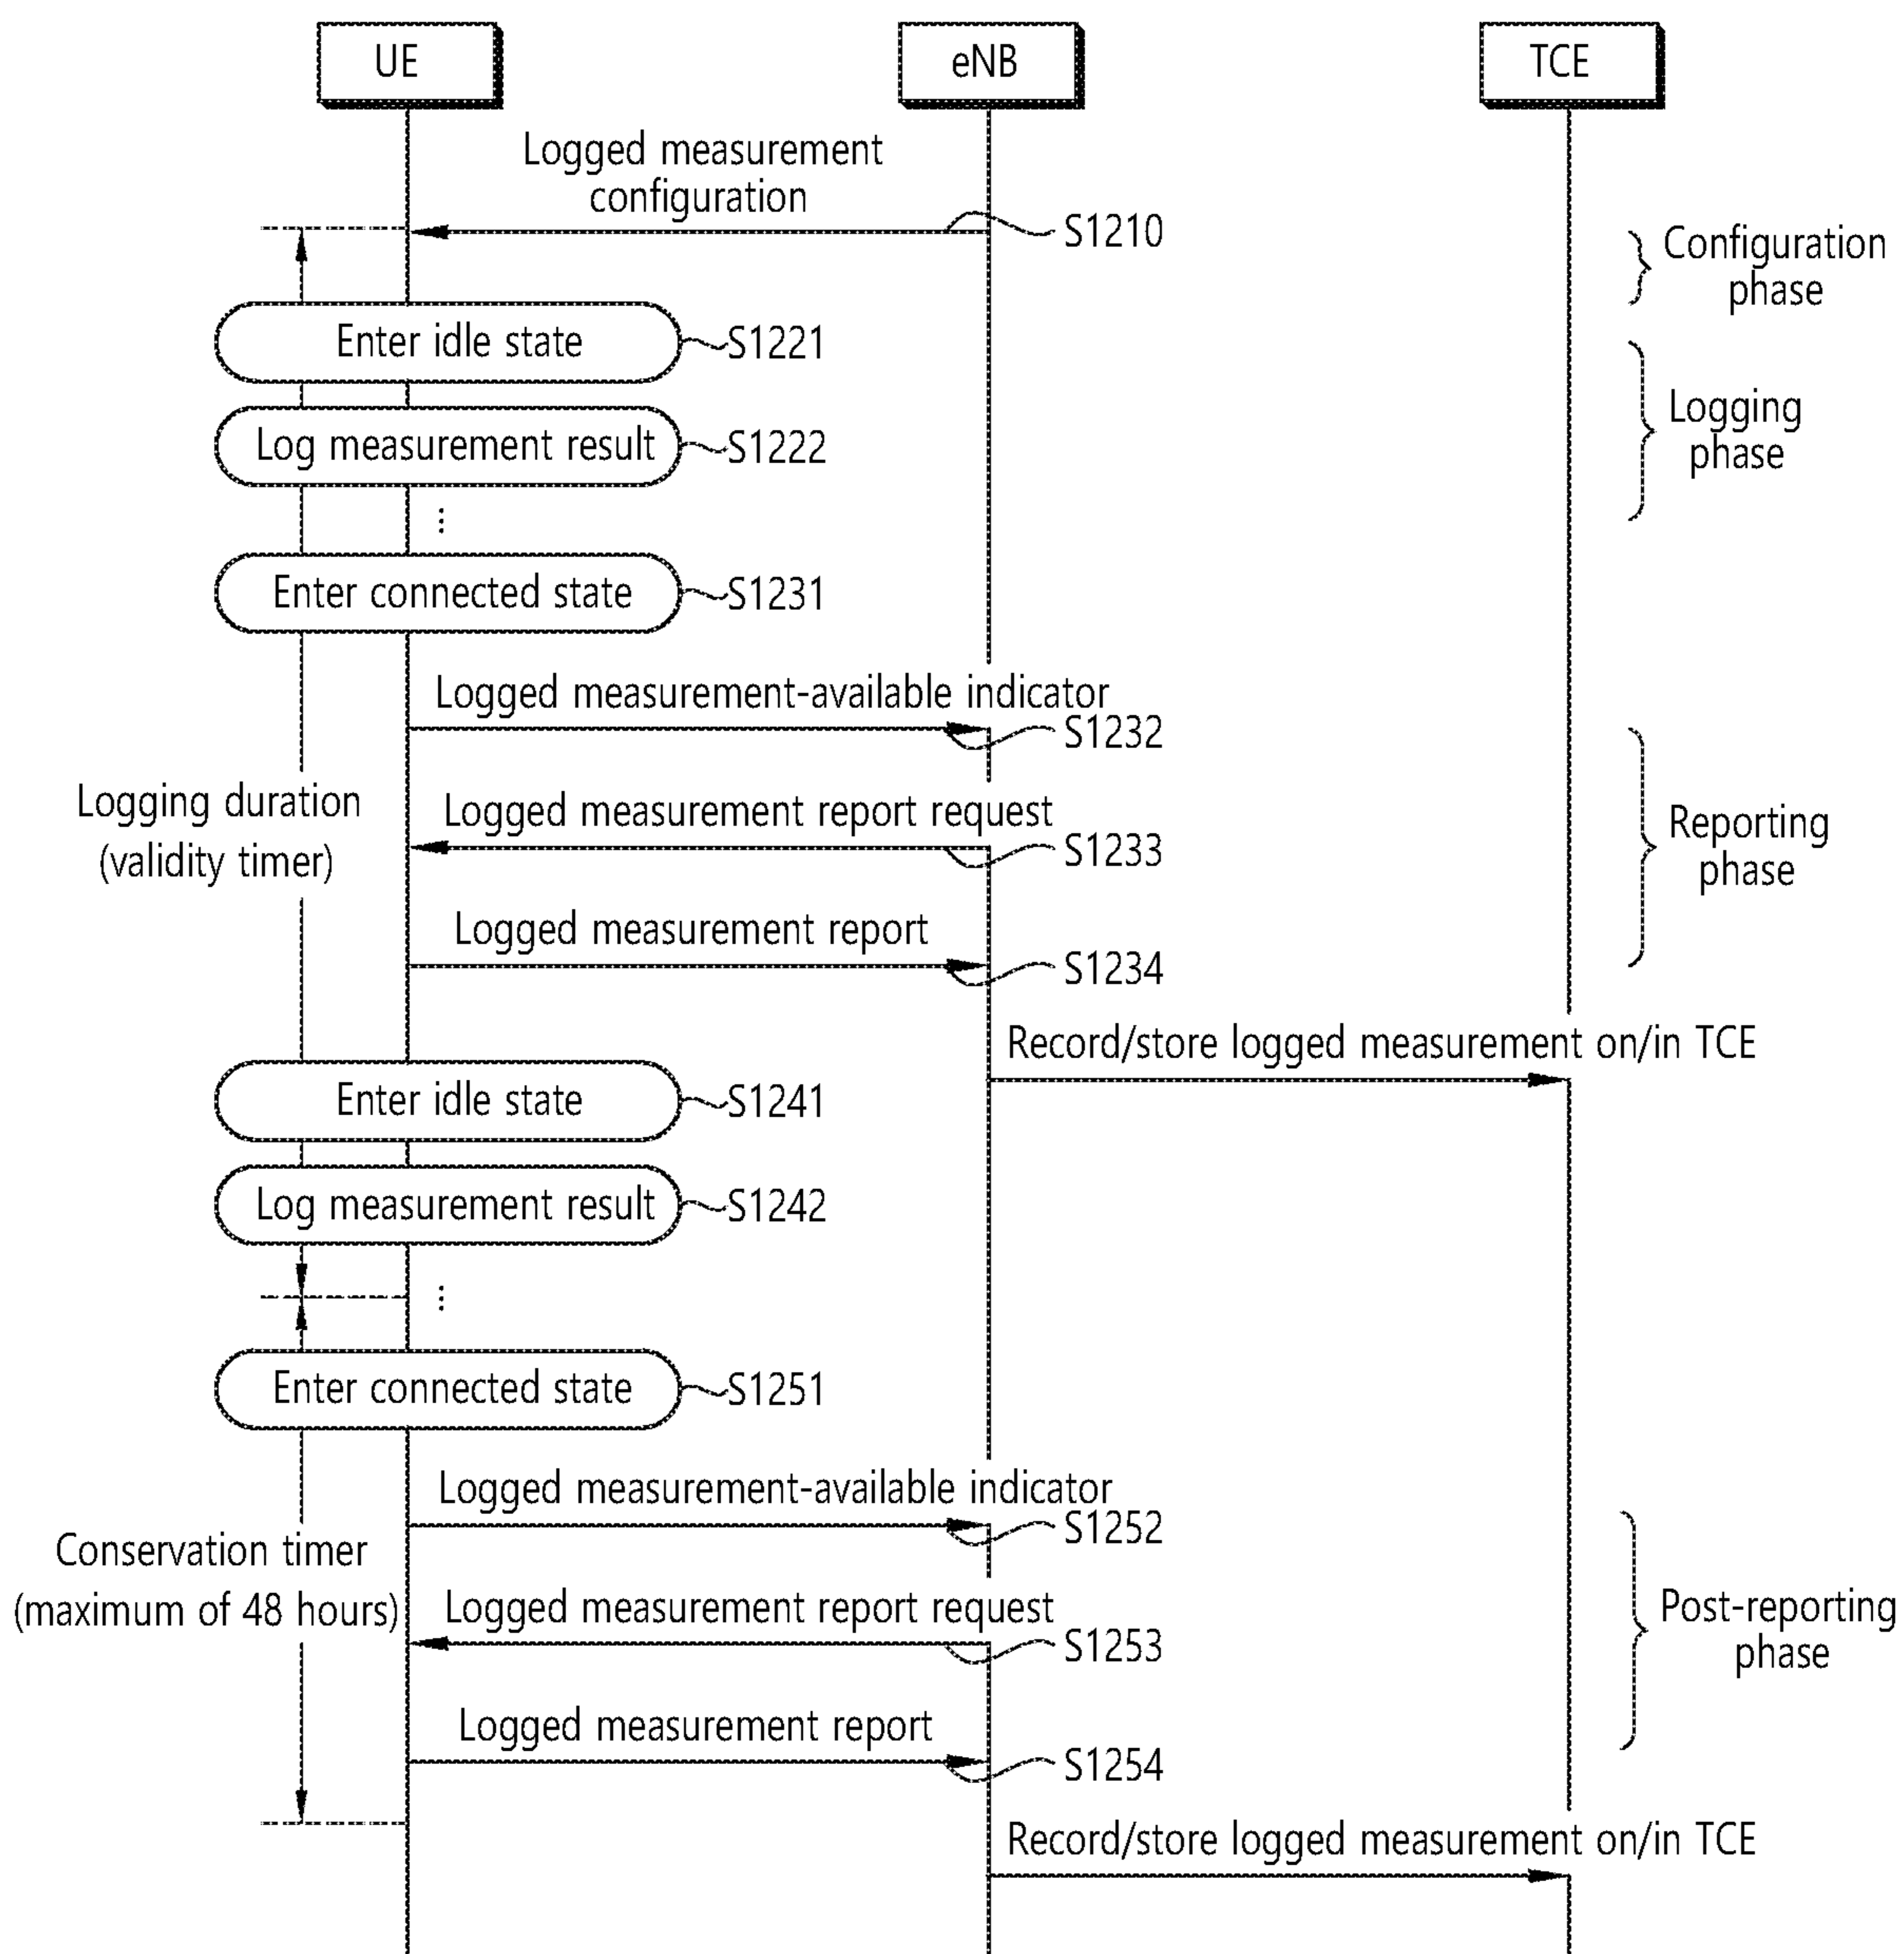 UE
eNB
TCE
Logged measurement
configuration
S1210
Configuration
phase
Enter idle state
S1221
Logging
phase
Log measurement result
S1222
Enter connected state
S1231
Logged measurement-available indicator
S1232
Logging duration
(validity timer)
Logged measurement report request
S1233
Reporting
phase
Logged measurement report
S1234
Record/store logged measurement on/in TCE
Enter idle state
S1241
Log measurement result
S1242
Enter connected state
S1251
Logged measurement-available indicator
S1252
Conservation timer
(maximum of 48 hours)
Logged measurement report request
S1253
Post-reporting
phase
Logged measurement report
S1254
Record/store logged measurement on/in TCE